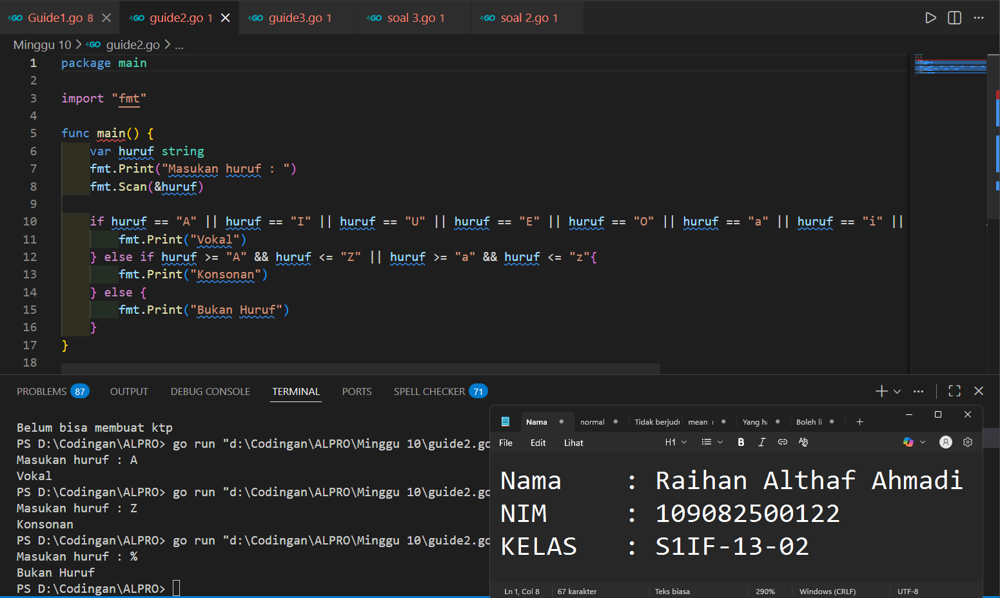 Guide1.go 8 guide2.go 1 guide3.go 1 soal 3.go 1 soal 2.go 1
Minggu 10 > guide2.go > ...
1 package main
2
3 import "fmt"
4
5 func main() {
6 var huruf string
7 fmt.Print("Masukan huruf : ")
8 fmt.Scan(&huruf)
9
10 if huruf == "A" || huruf == "I" || huruf == "U" || huruf == "E" || huruf == "O" || huruf == "a" || huruf == "i" ||
11 fmt.Print("Vokal")
12 } else if huruf >= "A" && huruf <= "Z" || huruf >= "a" && huruf <= "z"{
13 fmt.Print("Konsonan")
14 } else {
15 fmt.Print("Bukan Huruf")
16 }
17 }
18
PROBLEMS 87 OUTPUT DEBUG CONSOLE TERMINAL PORTS SPELL CHECKER 71
Belum bisa membuat ktp
PS D:\Codingan\ALPRO> go run "d:\Codingan\ALPRO\Minggu 10\guide2.go
Masukan huruf : A
Vokal
PS D:\Codingan\ALPRO> go run "d:\Codingan\ALPRO\Minggu 10\guide2.go
Masukan huruf : Z
Konsonan
PS D:\Codingan\ALPRO> go run "d:\Codingan\ALPRO\Minggu 10\guide2.go
Masukan huruf : %
Bukan Huruf
PS D:\Codingan\ALPRO>
Nama normal Tidak berjudu mean Yang ha Boleh li
File Edit Lihat H1 B I
Nama : Raihan Althaf Ahmadi
NIM : 109082500122
KELAS : S1IF-13-02
Ln 1, Col 8 67 karakter Teks biasa 290% Windows (CRLF) UTF-8